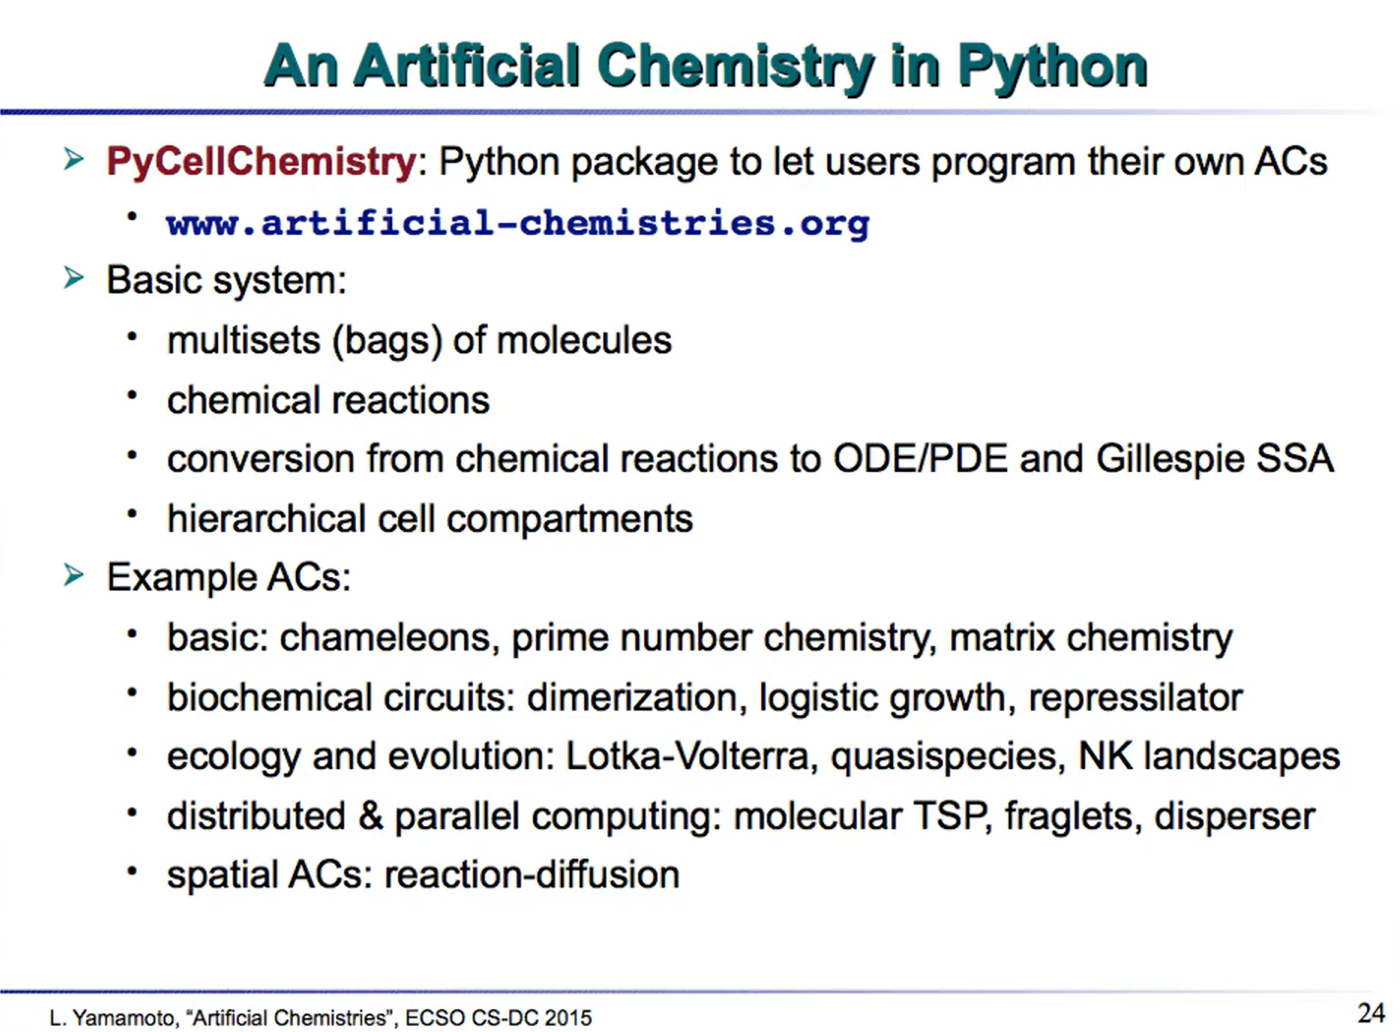 An Artificial Chemistry in Python
➢ PyCellChemistry: Python package to let users program their own ACs
• www.artificial-chemistries.org
➢ Basic system:
• multisets (bags) of molecules
• chemical reactions
• conversion from chemical reactions to ODE/PDE and Gillespie SSA
• hierarchical cell compartments
➢ Example ACs:
• basic: chameleons, prime number chemistry, matrix chemistry
• biochemical circuits: dimerization, logistic growth, repressilator
• ecology and evolution: Lotka-Volterra, quasispecies, NK landscapes
• distributed & parallel computing: molecular TSP, fraglets, disperser
• spatial ACs: reaction-diffusion
L. Yamamoto, “Artificial Chemistries”, ECSO CS-DC 2015
24